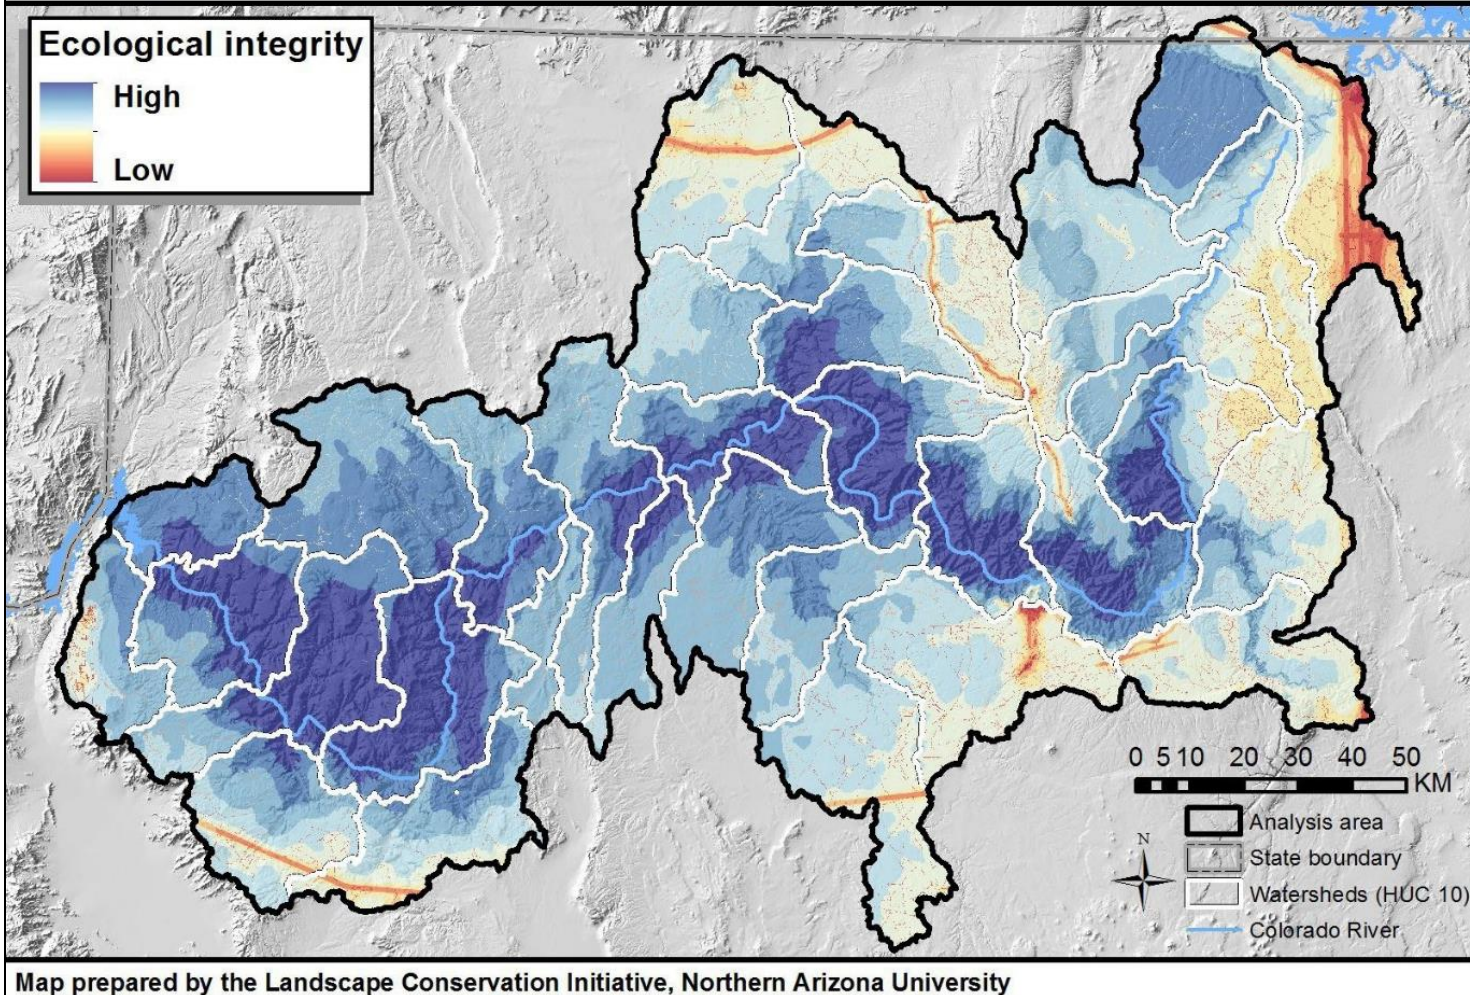 Ecological integrity
High
Low
0 5 10 20 30 40 50
KM
N
Analysis area
State boundary
Watersheds (HUC 10)
Colorado River
Map prepared by the Landscape Conservation Initiative, Northern Arizona University